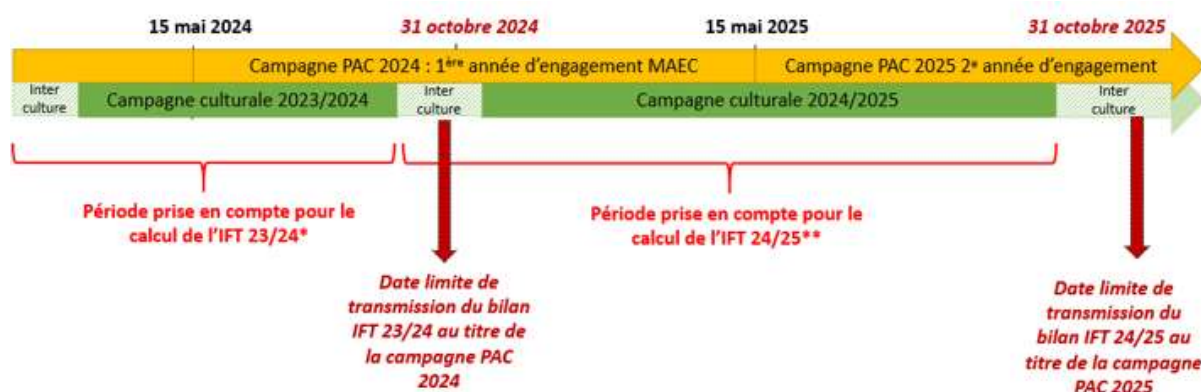 15 mai 2024
31 octobre 2024
15 mai 2025
31 octobre 2025
Campagne PAC 2024 : 1ère année d'engagement MAEC
Campagne PAC 2025 2e année d'engagement
Inter
culture
Campagne culturale 2023/2024
Inter
culture
Campagne culturale 2024/2025
Inter
culture
Période prise en compte pour le
calcul de l'IFT 23/24*
Période prise en compte pour le
calcul de l'IFT 24/25**
Date limite de
transmission du bilan
IFT 23/24 au titre de
la campagne PAC
2024
Date limite de
transmission du
bilan IFT 24/25 au
titre de la campagne
PAC 2025